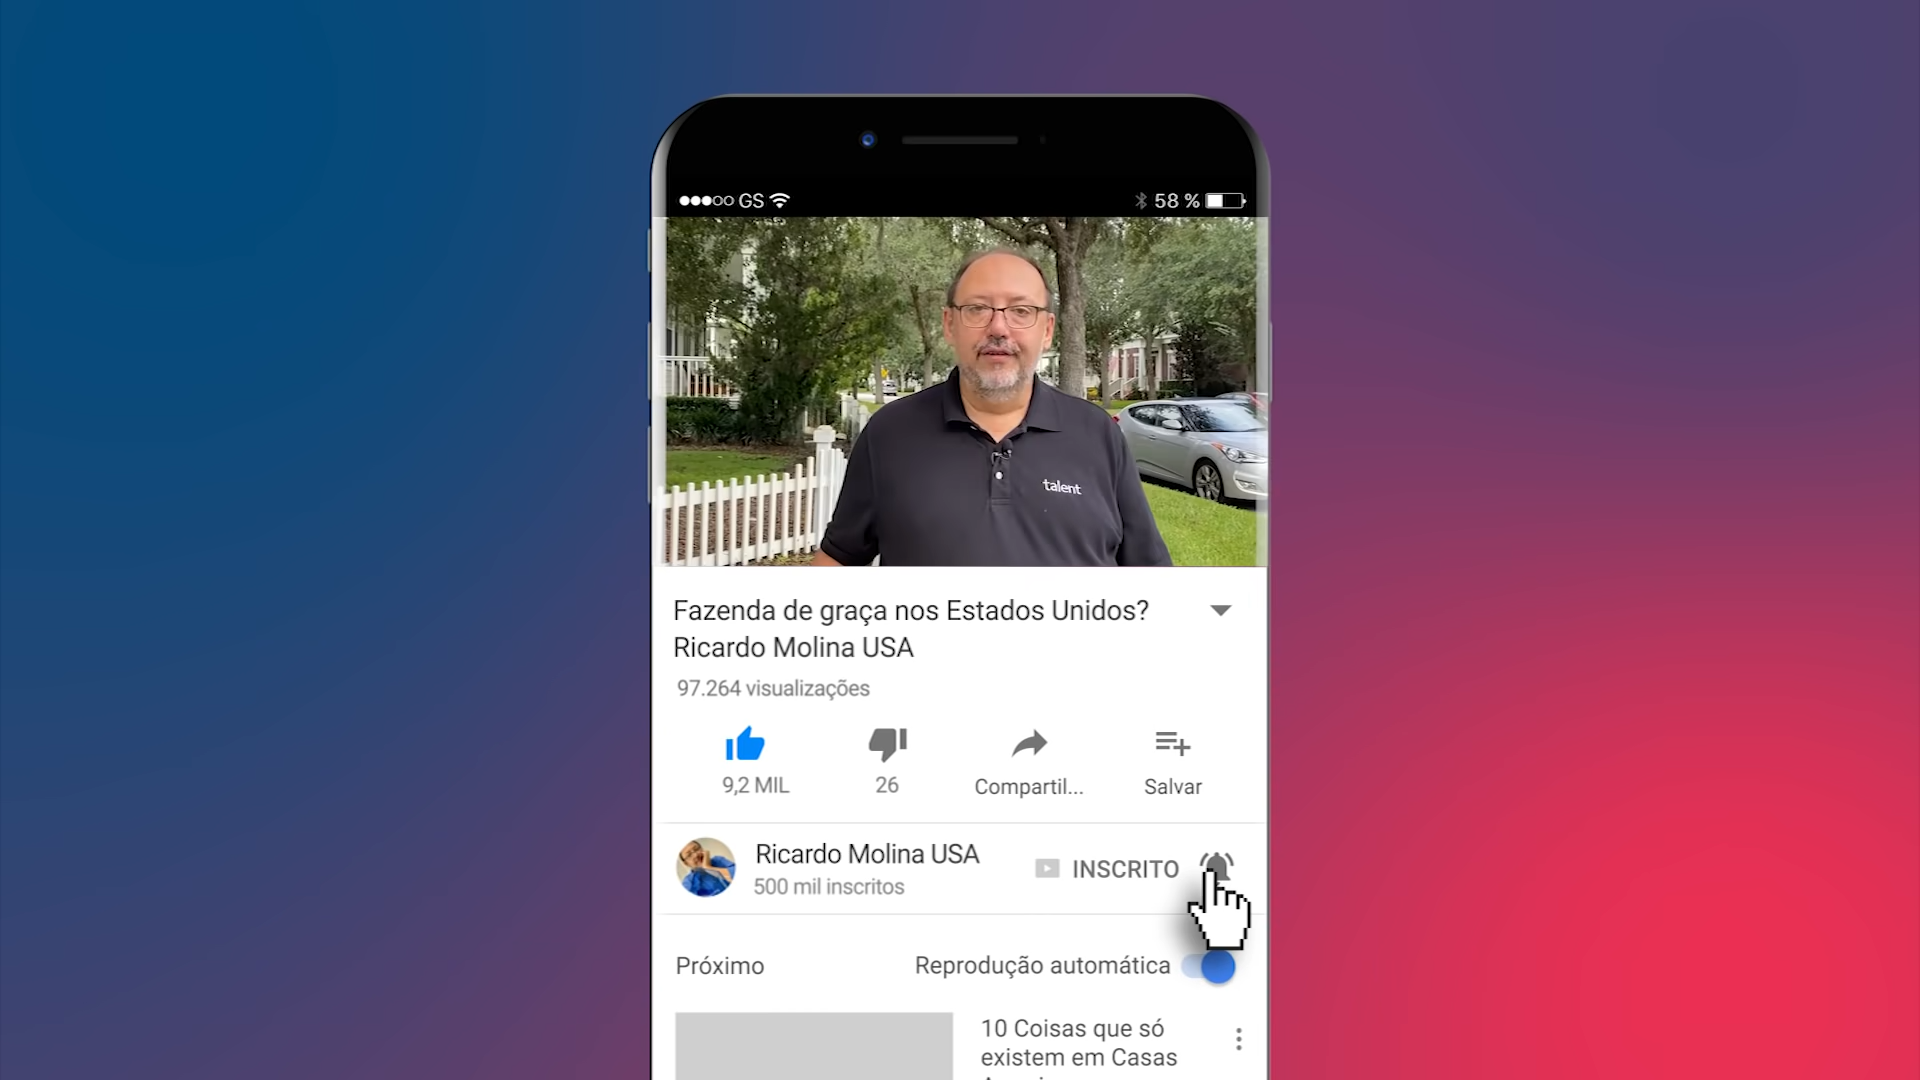 GS
58 %
talent
Fazenda de graça nos Estados Unidos?
Ricardo Molina USA
97.264 visualizações
9,2 MIL
26
Compartil...
Salvar
Ricardo Molina USA
500 mil inscritos
INSCRITO
Próximo
Reprodução automática
10 Coisas que só
existem em Casas